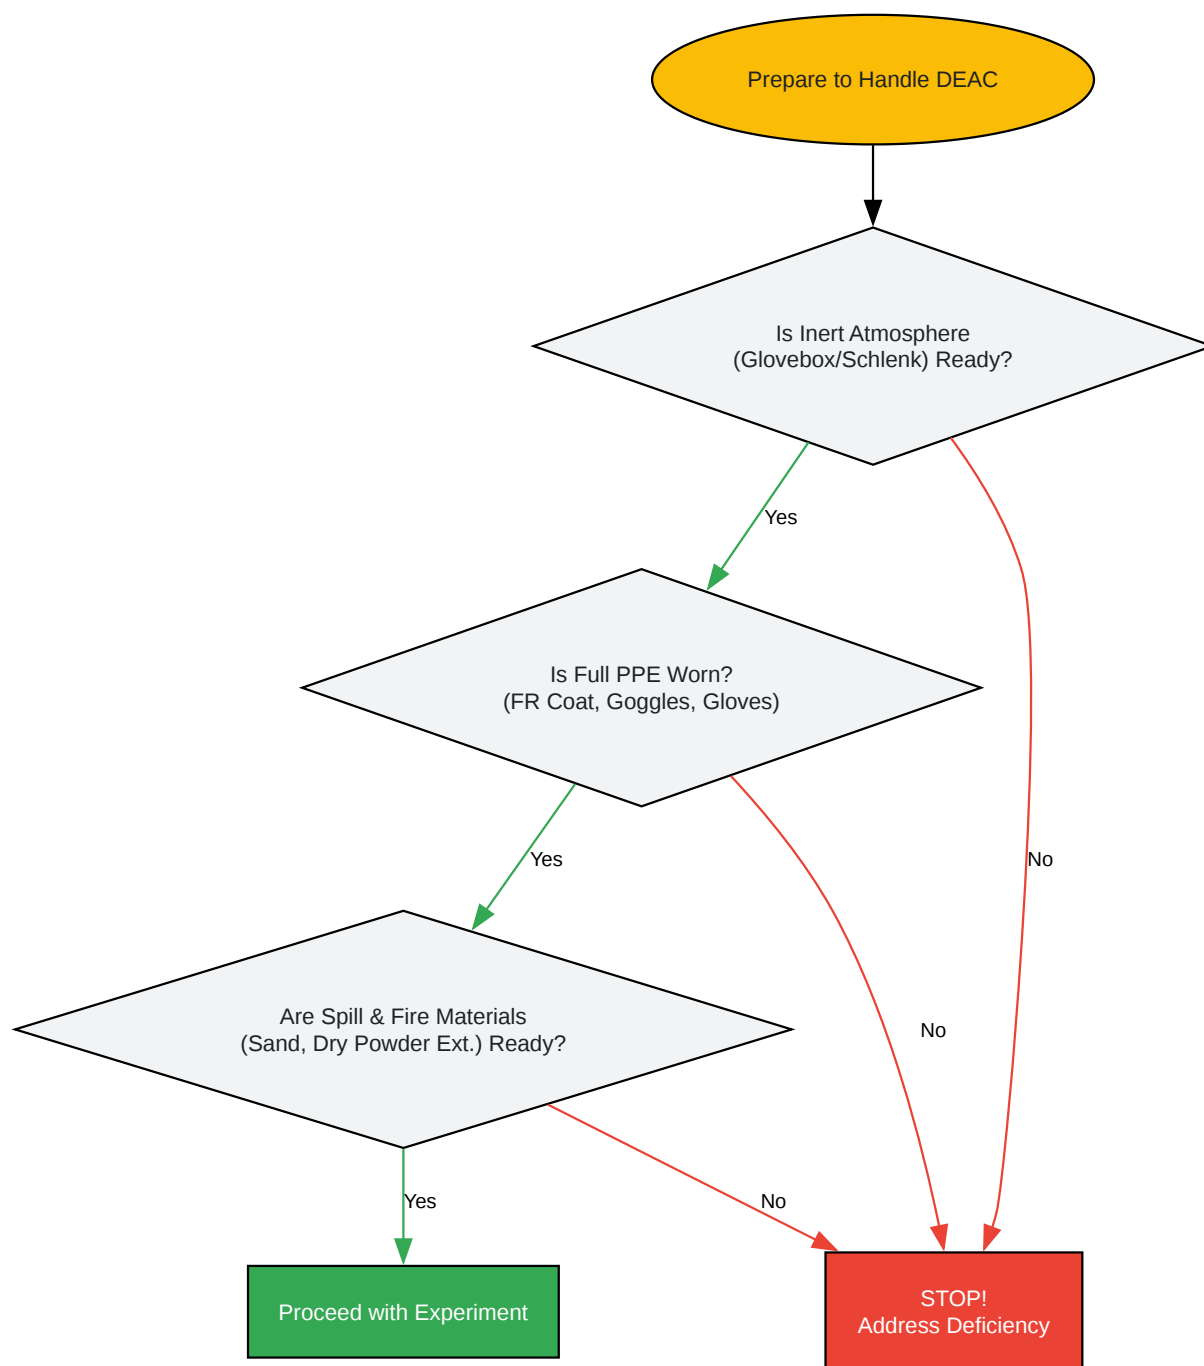 Prepare to Handle DEAC
Is Inert Atmosphere
(Glovebox/Schlenk) Ready?
Yes
Is Full PPE Worn?
(FR Coat, Goggles, Gloves)
Yes
No
Are Spill & Fire Materials
(Sand, Dry Powder Ext.) Ready?
No
Yes
No
Proceed with Experiment
STOP!
Address Deficiency